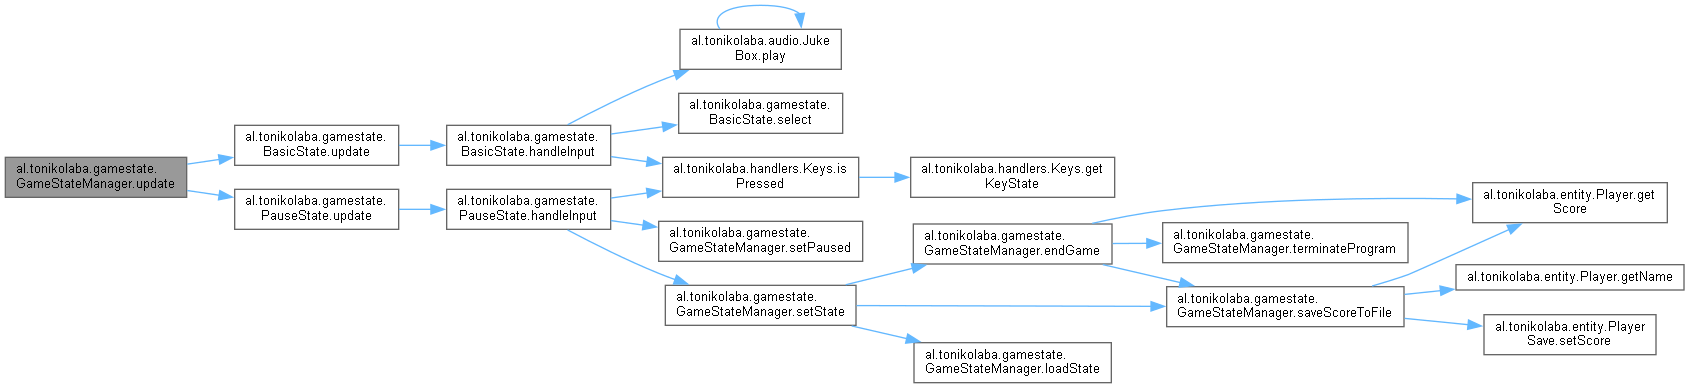 al.tonikolaba.gamestate.
GameStateManager.update
al.tonikolaba.gamestate.
BasicState.update
al.tonikolaba.gamestate.
PauseState.update
al.tonikolaba.gamestate.
BasicState.handleInput
al.tonikolaba.gamestate.
PauseState.handleInput
al.tonikolaba.audio.Juke
Box.play
al.tonikolaba.gamestate.
BasicState.select
al.tonikolaba.handlers.Keys.is
Pressed
al.tonikolaba.gamestate.
GameStateManager.setPaused
al.tonikolaba.gamestate.
GameStateManager.setState
al.tonikolaba.handlers.Keys.get
KeyState
al.tonikolaba.gamestate.
GameStateManager.endGame
al.tonikolaba.gamestate.
GameStateManager.loadState
al.tonikolaba.gamestate.
GameStateManager.terminateProgram
al.tonikolaba.gamestate.
GameStateManager.saveScoreToFile
al.tonikolaba.entity.Player.get
Score
al.tonikolaba.entity.Player.getName
al.tonikolaba.entity.Player
Save.setScore